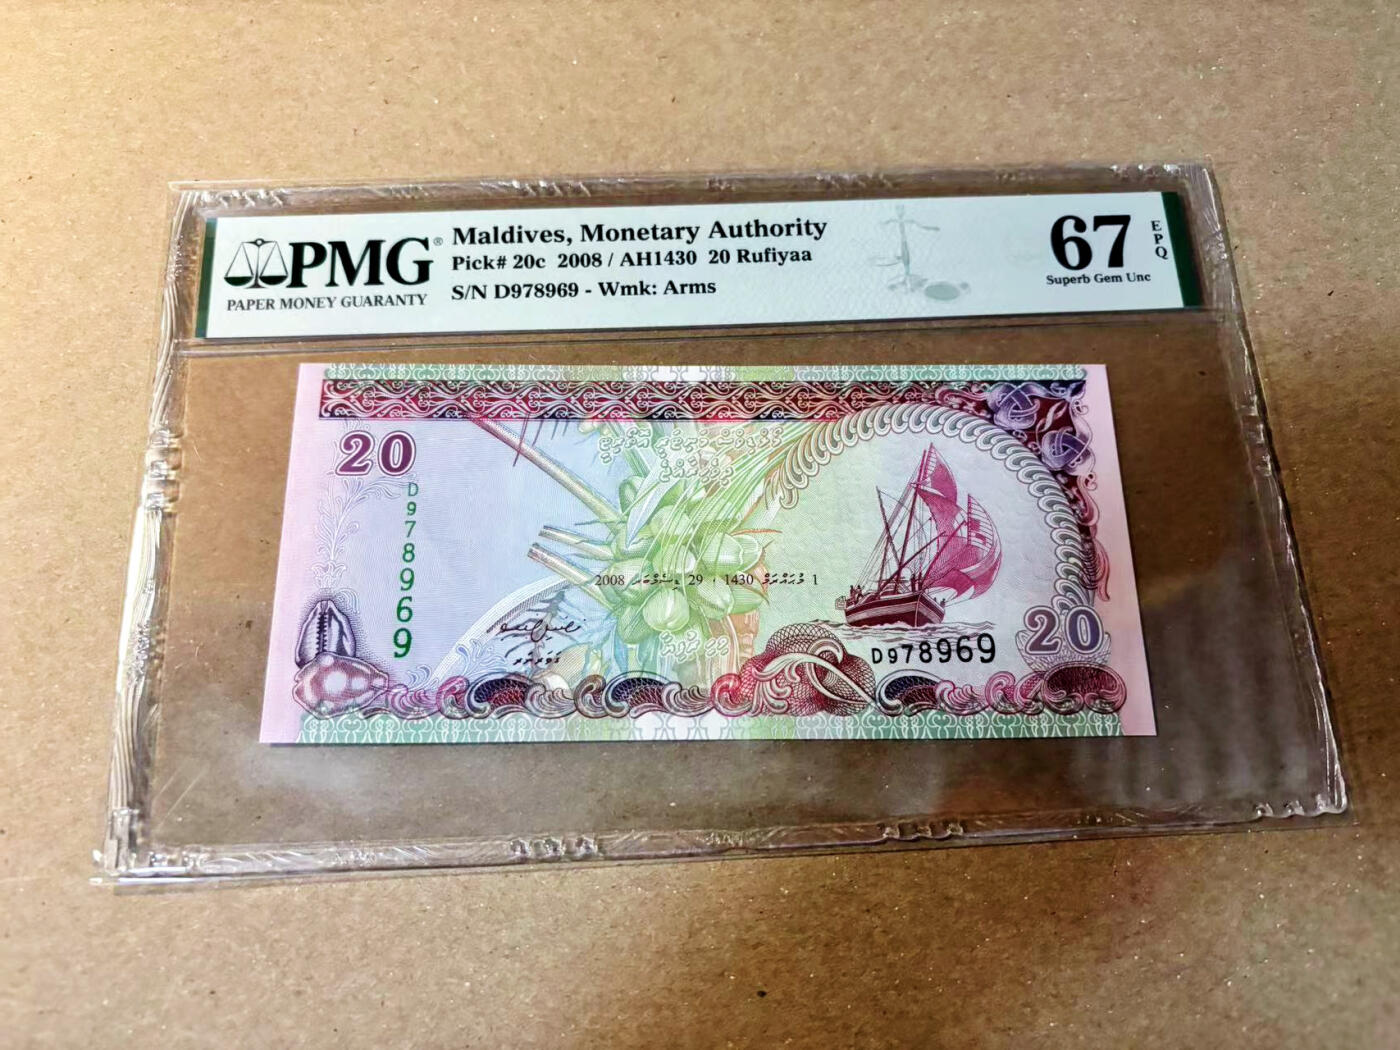 PMG®
PAPER MONEY GUARANTY
Maldives, Monetary Authority
Pick# 20c 2008 / AH1430 20 Rufiyaa
S/N D978969 - Wmk: Arms
67
EPQ
Superb Gem Unc
20
D978969
1 މުޙައްރަމް 1430 ، 29 ޑިސެމްބަރ 2008
ގަވަރުނަރ
D978969
20